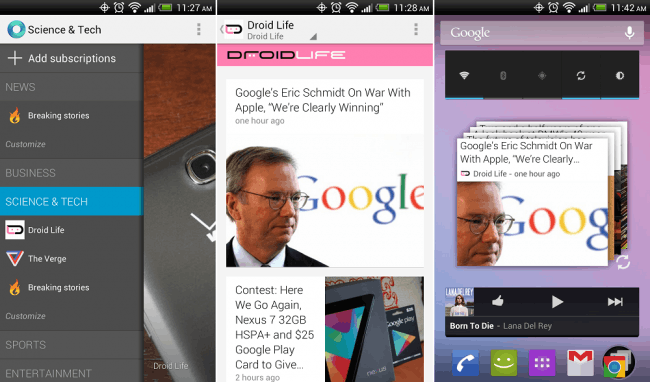 11:27 AM
Science & Tech
Add subscriptions
NEWS
Breaking stories
Customize
BUSINESS
SCIENCE & TECH
Droid Life
The Verge
Breaking stories
Customize
SPORTS
ENTERTAINMENT
Droid Life
11:28 AM
Droid Life
Droid Life
DROIDLIFE
Google's Eric Schmidt On War With
Apple, "We're Clearly Winning"
one hour ago
Google
Contest: Here
We Go Again,
Nexus 7 32GB
HSPA+ and $25
Google Play
Card to Give...
2 hours ago
Google play
11:42 AM
Google
Google's Eric Schmidt On War
With Apple, "We're Clearly...
Droid Life - one hour ago
Google
LANA DEL REY
Born To Die - Lana Del Rey